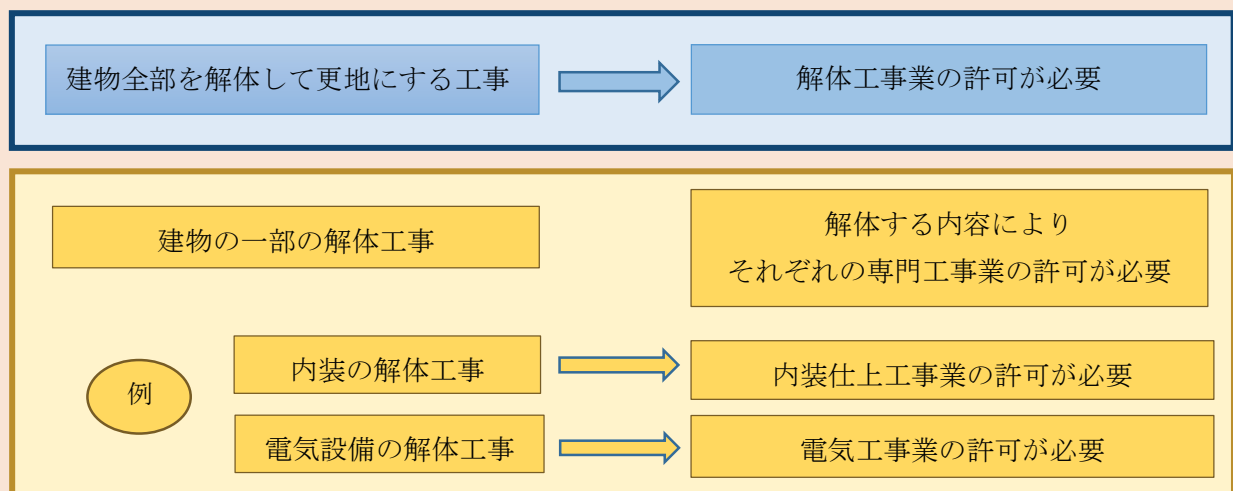 建物全部を解体して更地にする工事
解体工事業の許可が必要
建物の一部の解体工事
解体する内容により
それぞれの専門工事業の許可が必要
例
内装の解体工事
内装仕上工事業の許可が必要
電気設備の解体工事
電気工事業の許可が必要